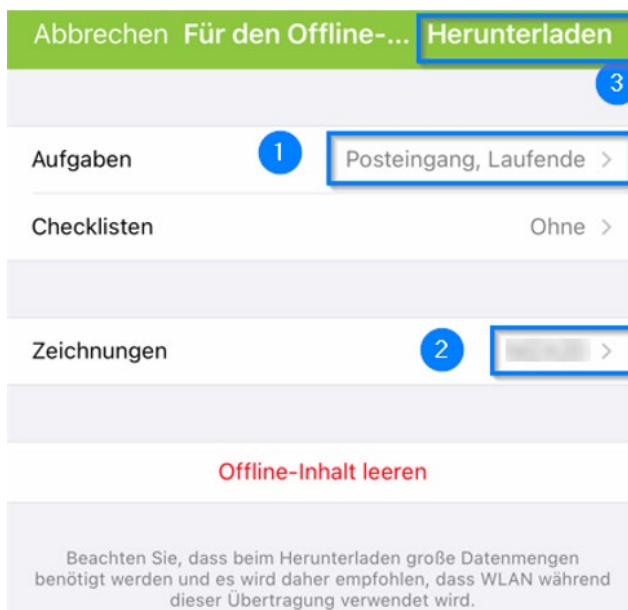 Abbrechen Für den Offline-... Herunterladen
3
Aufgaben 1 Posteingang, Laufende >
Checklisten Ohne >
Zeichnungen 2 >
Offline-Inhalt leeren
Beachten Sie, dass beim Herunterladen große Datenmengen
benötigt werden und es wird daher empfohlen, dass WLAN während
dieser Übertragung verwendet wird.